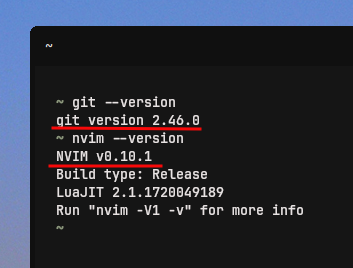 ~
~ git --version
git version 2.46.0
~ nvim --version
NVIM v0.10.1
Build type: Release
LuaJIT 2.1.1720049189
Run "nvim -V1 -v" for more info
~